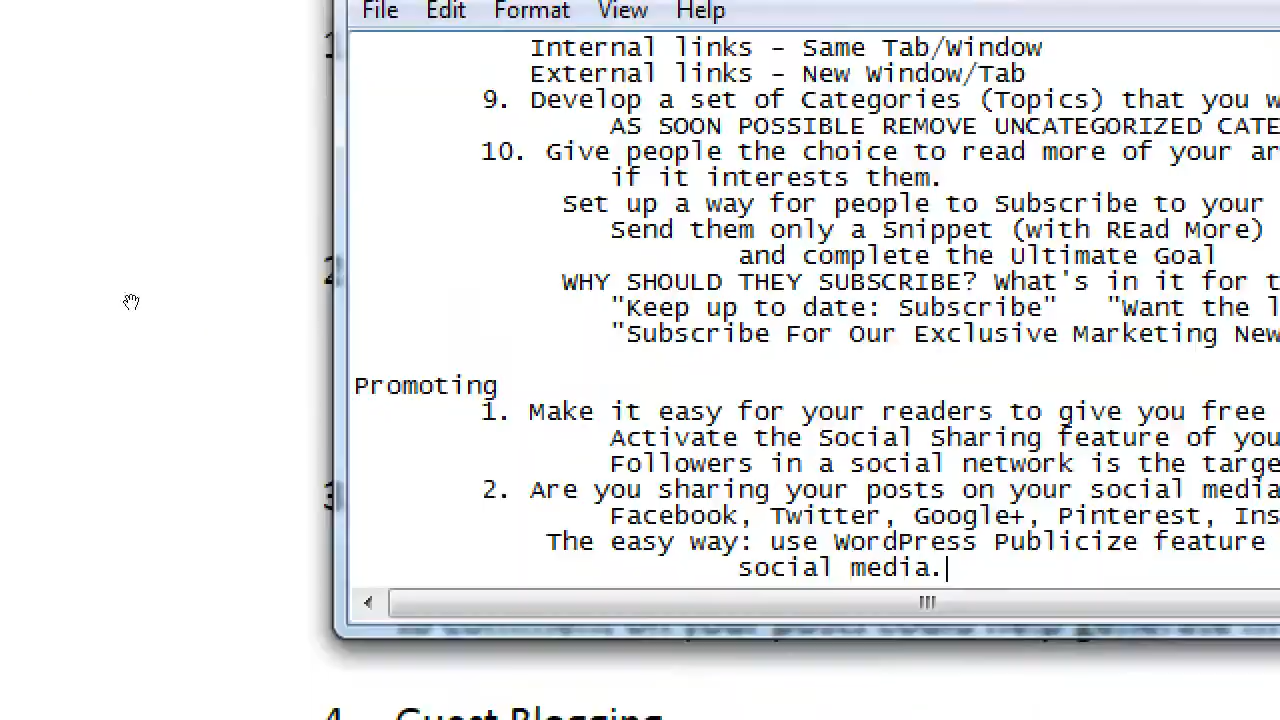 File Edit Format View Help
Internal links - Same Tab/Window
External links - New Window/Tab
9. Develop a set of Categories (Topics) that you w
AS SOON POSSIBLE REMOVE UNCATEGORIZED CATE
10. Give people the choice to read more of your ar
if it interests them.
Set up a way for people to Subscribe to your
Send them only a Snippet (with REad More)
and complete the Ultimate Goal
WHY SHOULD THEY SUBSCRIBE? What's in it for t
"Keep up to date: Subscribe" "Want the l
"Subscribe For Our Exclusive Marketing New
Promoting
1. Make it easy for your readers to give you free
Activate the Social Sharing feature of you
Followers in a social network is the targe
2. Are you sharing your posts on your social media
Facebook, Twitter, Google+, Pinterest, Ins
The easy way: use WordPress Publicize feature
social media.
4. Guest Blogging